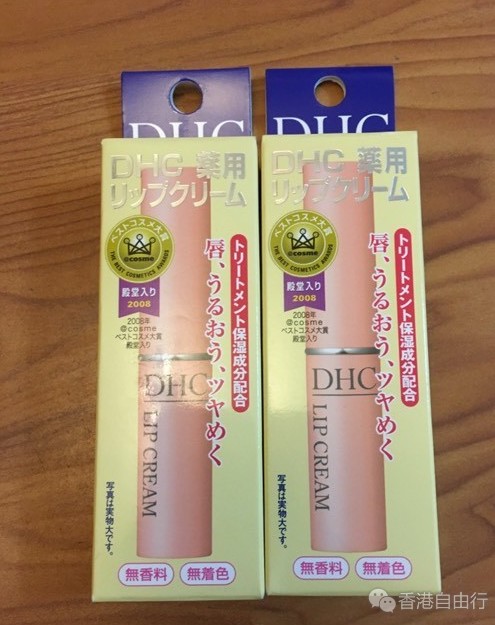 DHC
DHC 薬用
リップクリーム
ベストコスメ大賞
@cosme
THE BEST COSMETICS AWARDS
殿堂入り
2008
2008年
@cosme
ベストコスメ大賞
殿堂入り
トリートメント保湿成分配合
唇、うるおう、ツヤめく
DHC
LIP CREAM
写真は実物大です。
無香料
無着色
DHC
DHC 薬用
リップクリーム
ベストコスメ大賞
@cosme
THE BEST COSMETICS AWARDS
殿堂入り
2008
2008年
@cosme
ベストコスメ大賞
殿堂入り
トリートメント保湿成分配合
唇、うるおう、ツヤめく
DHC
LIP CREAM
写真は実物大です。
無香料
無着色
香港自由行